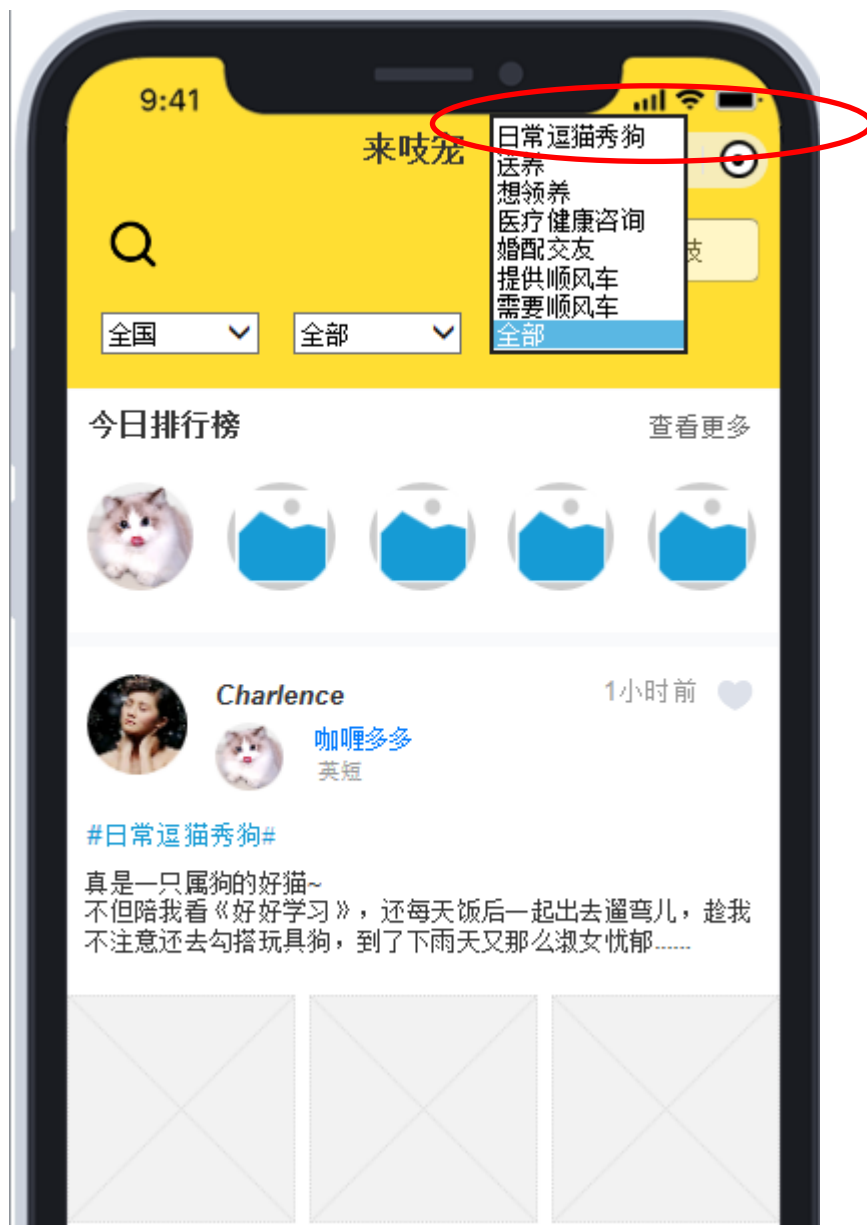 9:41
来吱宠
日常逗猫秀狗
送养
想领养
医疗健康咨询
婚配交友
提供顺风车
需要顺风车
全部
吱
全国
全部
今日排行榜
查看更多
Charlence
1小时前
咖喱多多
英短
#日常逗猫秀狗#
真是一只属狗的好猫~
不但陪我看《好好学习》，还每天饭后一起出去遛弯儿，趁我
不注意还去勾搭玩具狗，到了下雨天又那么淑女忧郁......